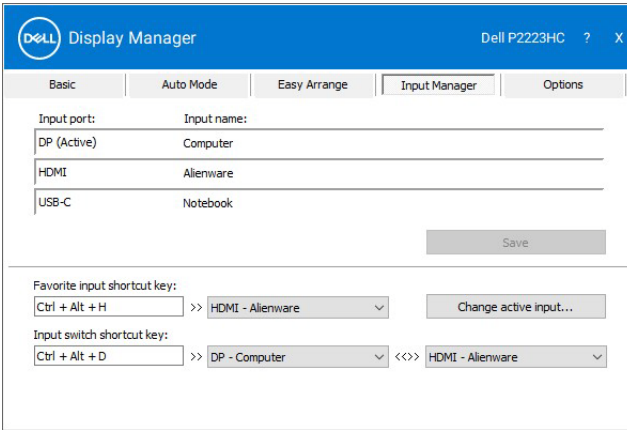 DELL Display Manager Dell P2223HC ? X
Basic Auto Mode Easy Arrange Input Manager Options
Input port: Input name:
DP (Active) Computer
HDMI Alienware
USB-C Notebook
Save
Favorite input shortcut key:
Ctrl + Alt + H >> HDMI - Alienware Change active input...
Input switch shortcut key:
Ctrl + Alt + D >> DP - Computer <<>> HDMI - Alienware